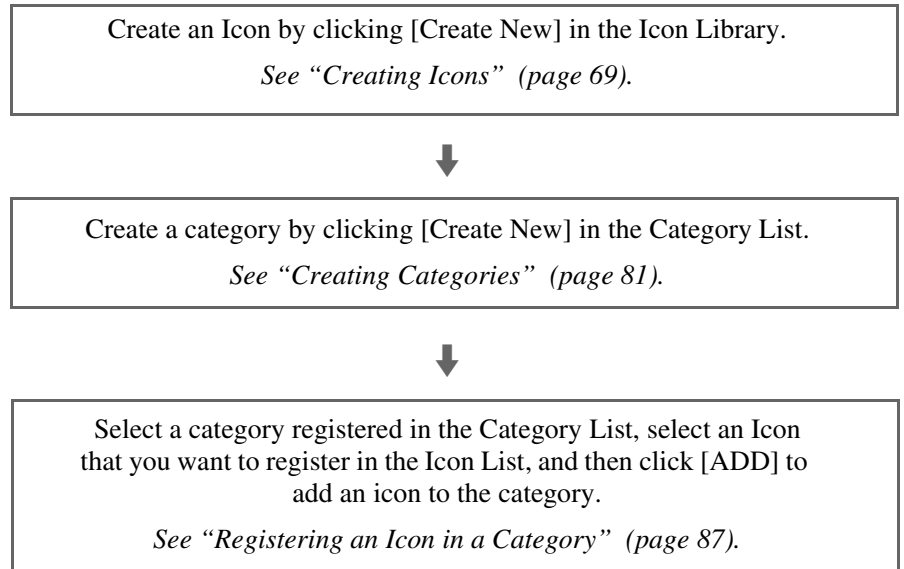 Create an Icon by clicking [Create New] in the Icon Library.
See “Creating Icons” (page 69).
Create a category by clicking [Create New] in the Category List.
See “Creating Categories” (page 81).
Select a category registered in the Category List, select an Icon
that you want to register in the Icon List, and then click [ADD] to
add an icon to the category.
See “Registering an Icon in a Category” (page 87).